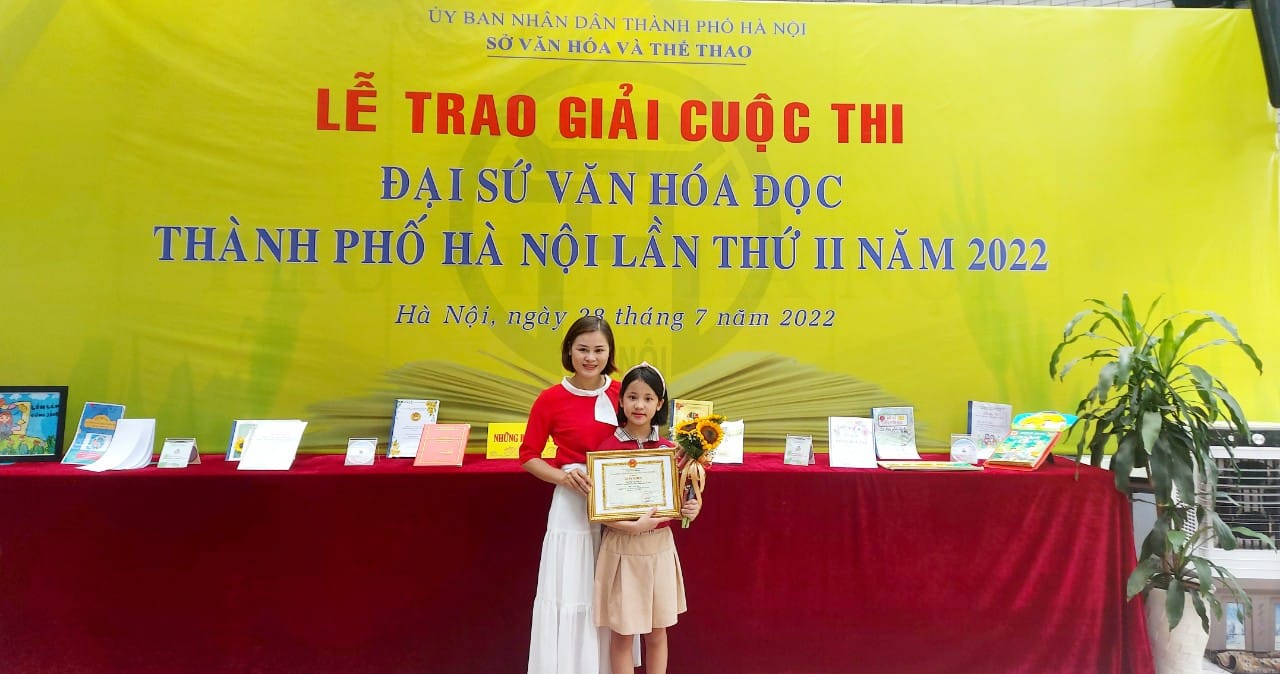 ỦY BAN NHÂN DÂN THÀNH PHỐ HÀ NỘI
SỞ VĂN HÓA VÀ THỂ THAO
LỄ TRAO GIẢI CUỘC THI
ĐẠI SỨ VĂN HÓA ĐỌC
THÀNH PHỐ HÀ NỘI LẦN THỨ II NĂM 2022
Hà Nội, ngày 28 tháng 7 năm 2022
NỘI
NHỮNG